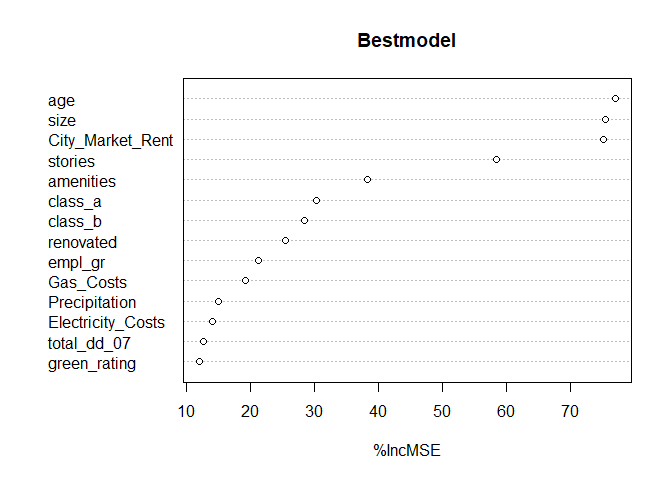 Bestmodel
age
size
City_Market_Rent
stories
amenities
class_a
class_b
renovated
empl_gr
Gas_Costs
Precipitation
Electricity_Costs
total_dd_07
green_rating
10 20 30 40 50 60 70
%IncMSE